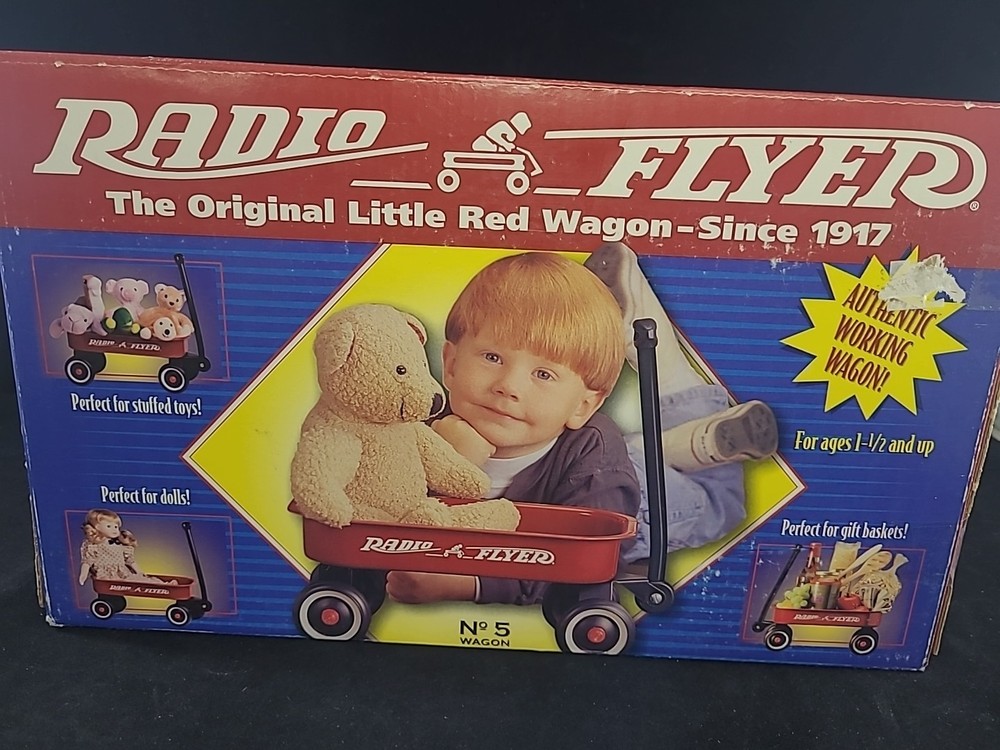 RADIO FLYER®
The Original Little Red Wagon–Since 1917
RADIO FLYER
Perfect for stuffed toys!
AUTHENTIC
WORKING
WAGON!
For ages 1-1/2 and up
Perfect for dolls!
RADIO FLYER
RADIO FLYER
Nº 5
WAGON
Perfect for gift baskets!
RADIO FLYER